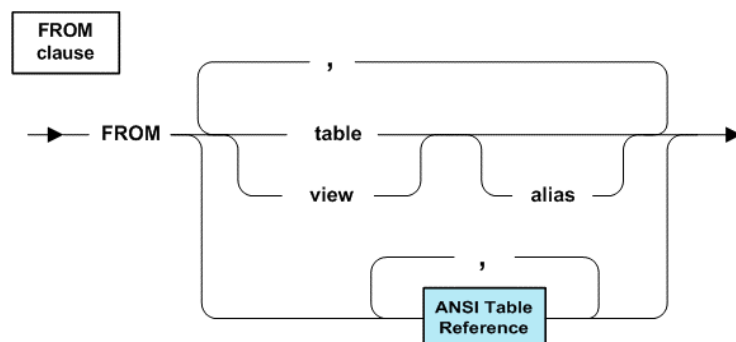 FROM
clause
,
FROM
table
view
alias
,
ANSI Table
Reference